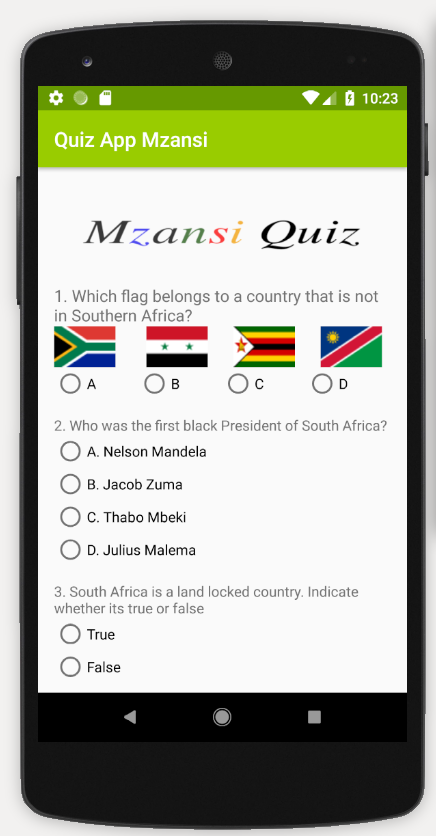 10:23
Quiz App Mzansi
Mzansi Quiz
1. Which flag belongs to a country that is not
in Southern Africa?
A B C D
2. Who was the first black President of South Africa?
A. Nelson Mandela
B. Jacob Zuma
C. Thabo Mbeki
D. Julius Malema
3. South Africa is a land locked country. Indicate
whether its true or false
True
False